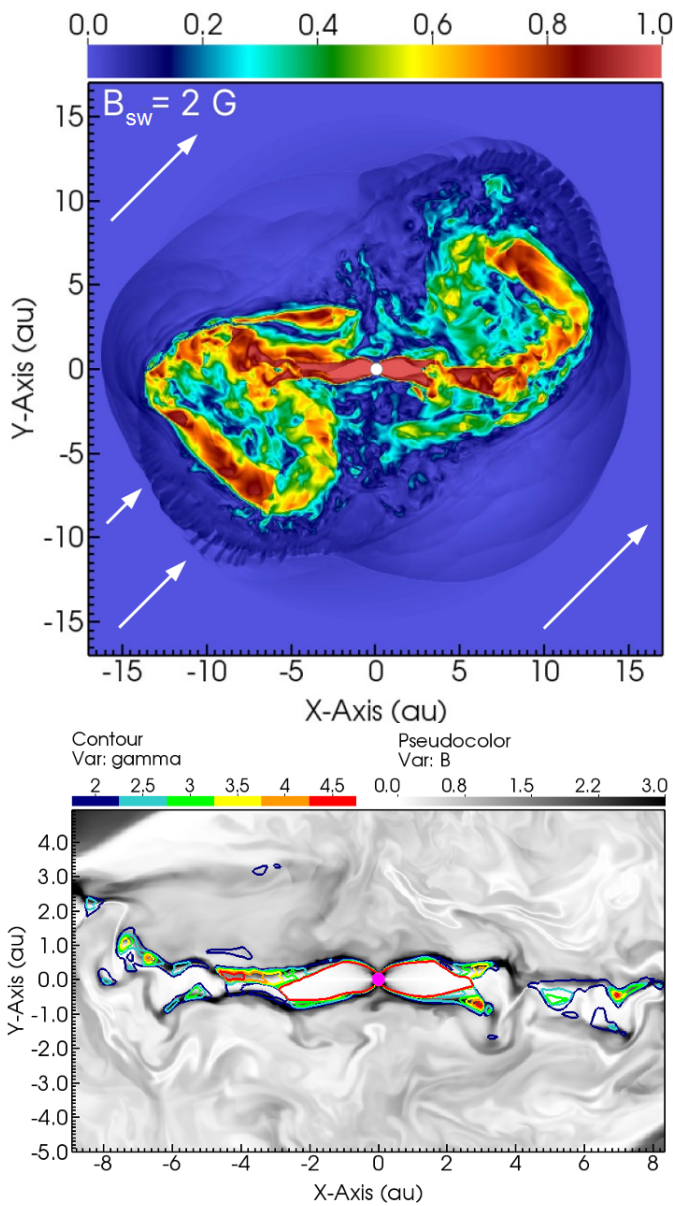 0.0 0.2 0.4 0.6 0.8 1.0
B_sw = 2 G
15
10
5
0
-5
-10
-15
Y-Axis (au)
-15 -10 -5 0 5 10 15
X-Axis (au)
Contour
Var: gamma
Pseudocolor
Var: B
2 2.5 3 3.5 4 4.5
0.0 0.8 1.5 2.2 3.0
4.0
3.0
2.0
1.0
0.0
-1.0
-2.0
-3.0
-4.0
-5.0
Y-Axis (au)
-8 -6 -4 -2 0 2 4 6 8
X-Axis (au)